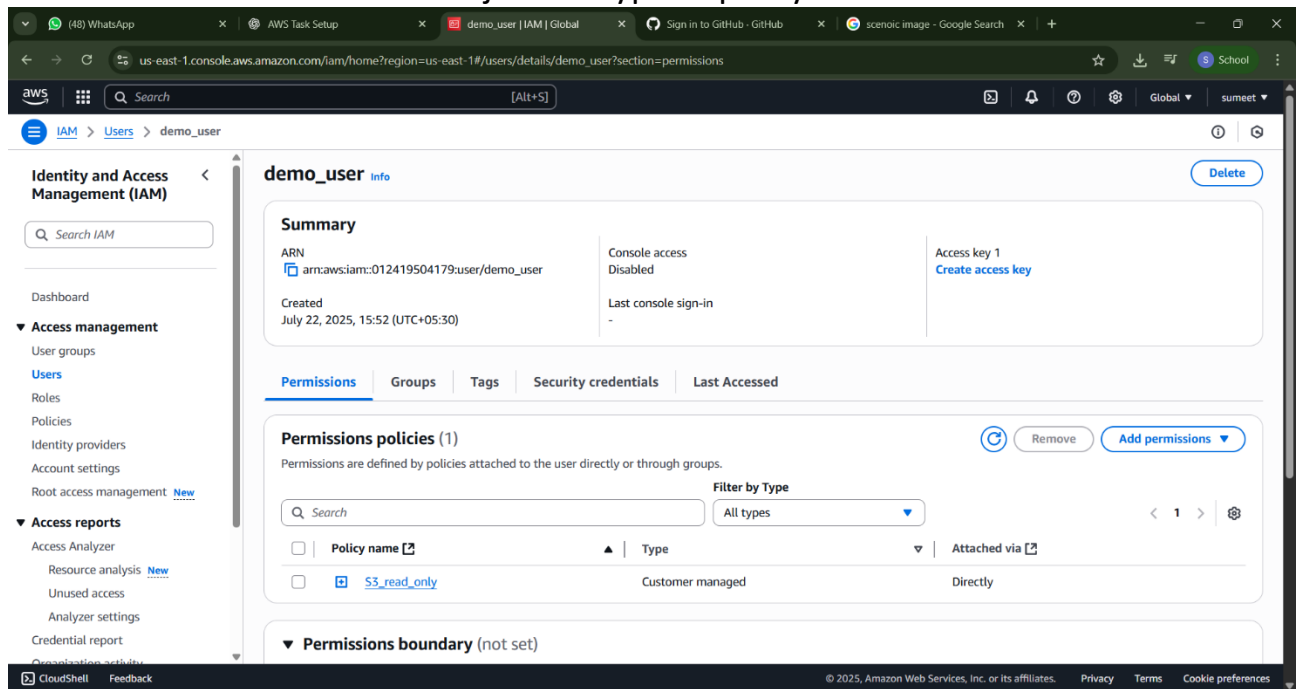 (48) WhatsApp
AWS Task Setup
demo_user | IAM | Global
Sign in to GitHub · GitHub
scenoic image - Google Search
us-east-1.console.aws.amazon.com/iam/home?region=us-east-1#/users/details/demo_user?section=permissions
S School
aws Search [Alt+S] Global sumeet
IAM > Users > demo_user
Identity and Access Management (IAM)
Search IAM
Dashboard
Access management
User groups
Users
Roles
Policies
Identity providers
Account settings
Root access management New
Access reports
Access Analyzer
Resource analysis New
Unused access
Analyzer settings
Credential report
demo_user Info
Delete
Summary
ARN
arn:aws:iam::012419504179:user/demo_user
Created
July 22, 2025, 15:52 (UTC+05:30)
Console access
Disabled
Last console sign-in
-
Access key 1
Create access key
Permissions Groups Tags Security credentials Last Accessed
Permissions policies (1)
Remove
Add permissions
Permissions are defined by policies attached to the user directly or through groups.
Filter by Type
Search
All types
1
Policy name Type Attached via
S3_read_only Customer managed Directly
Permissions boundary (not set)
CloudShell Feedback © 2025, Amazon Web Services, Inc. or its affiliates. Privacy Terms Cookie preferences